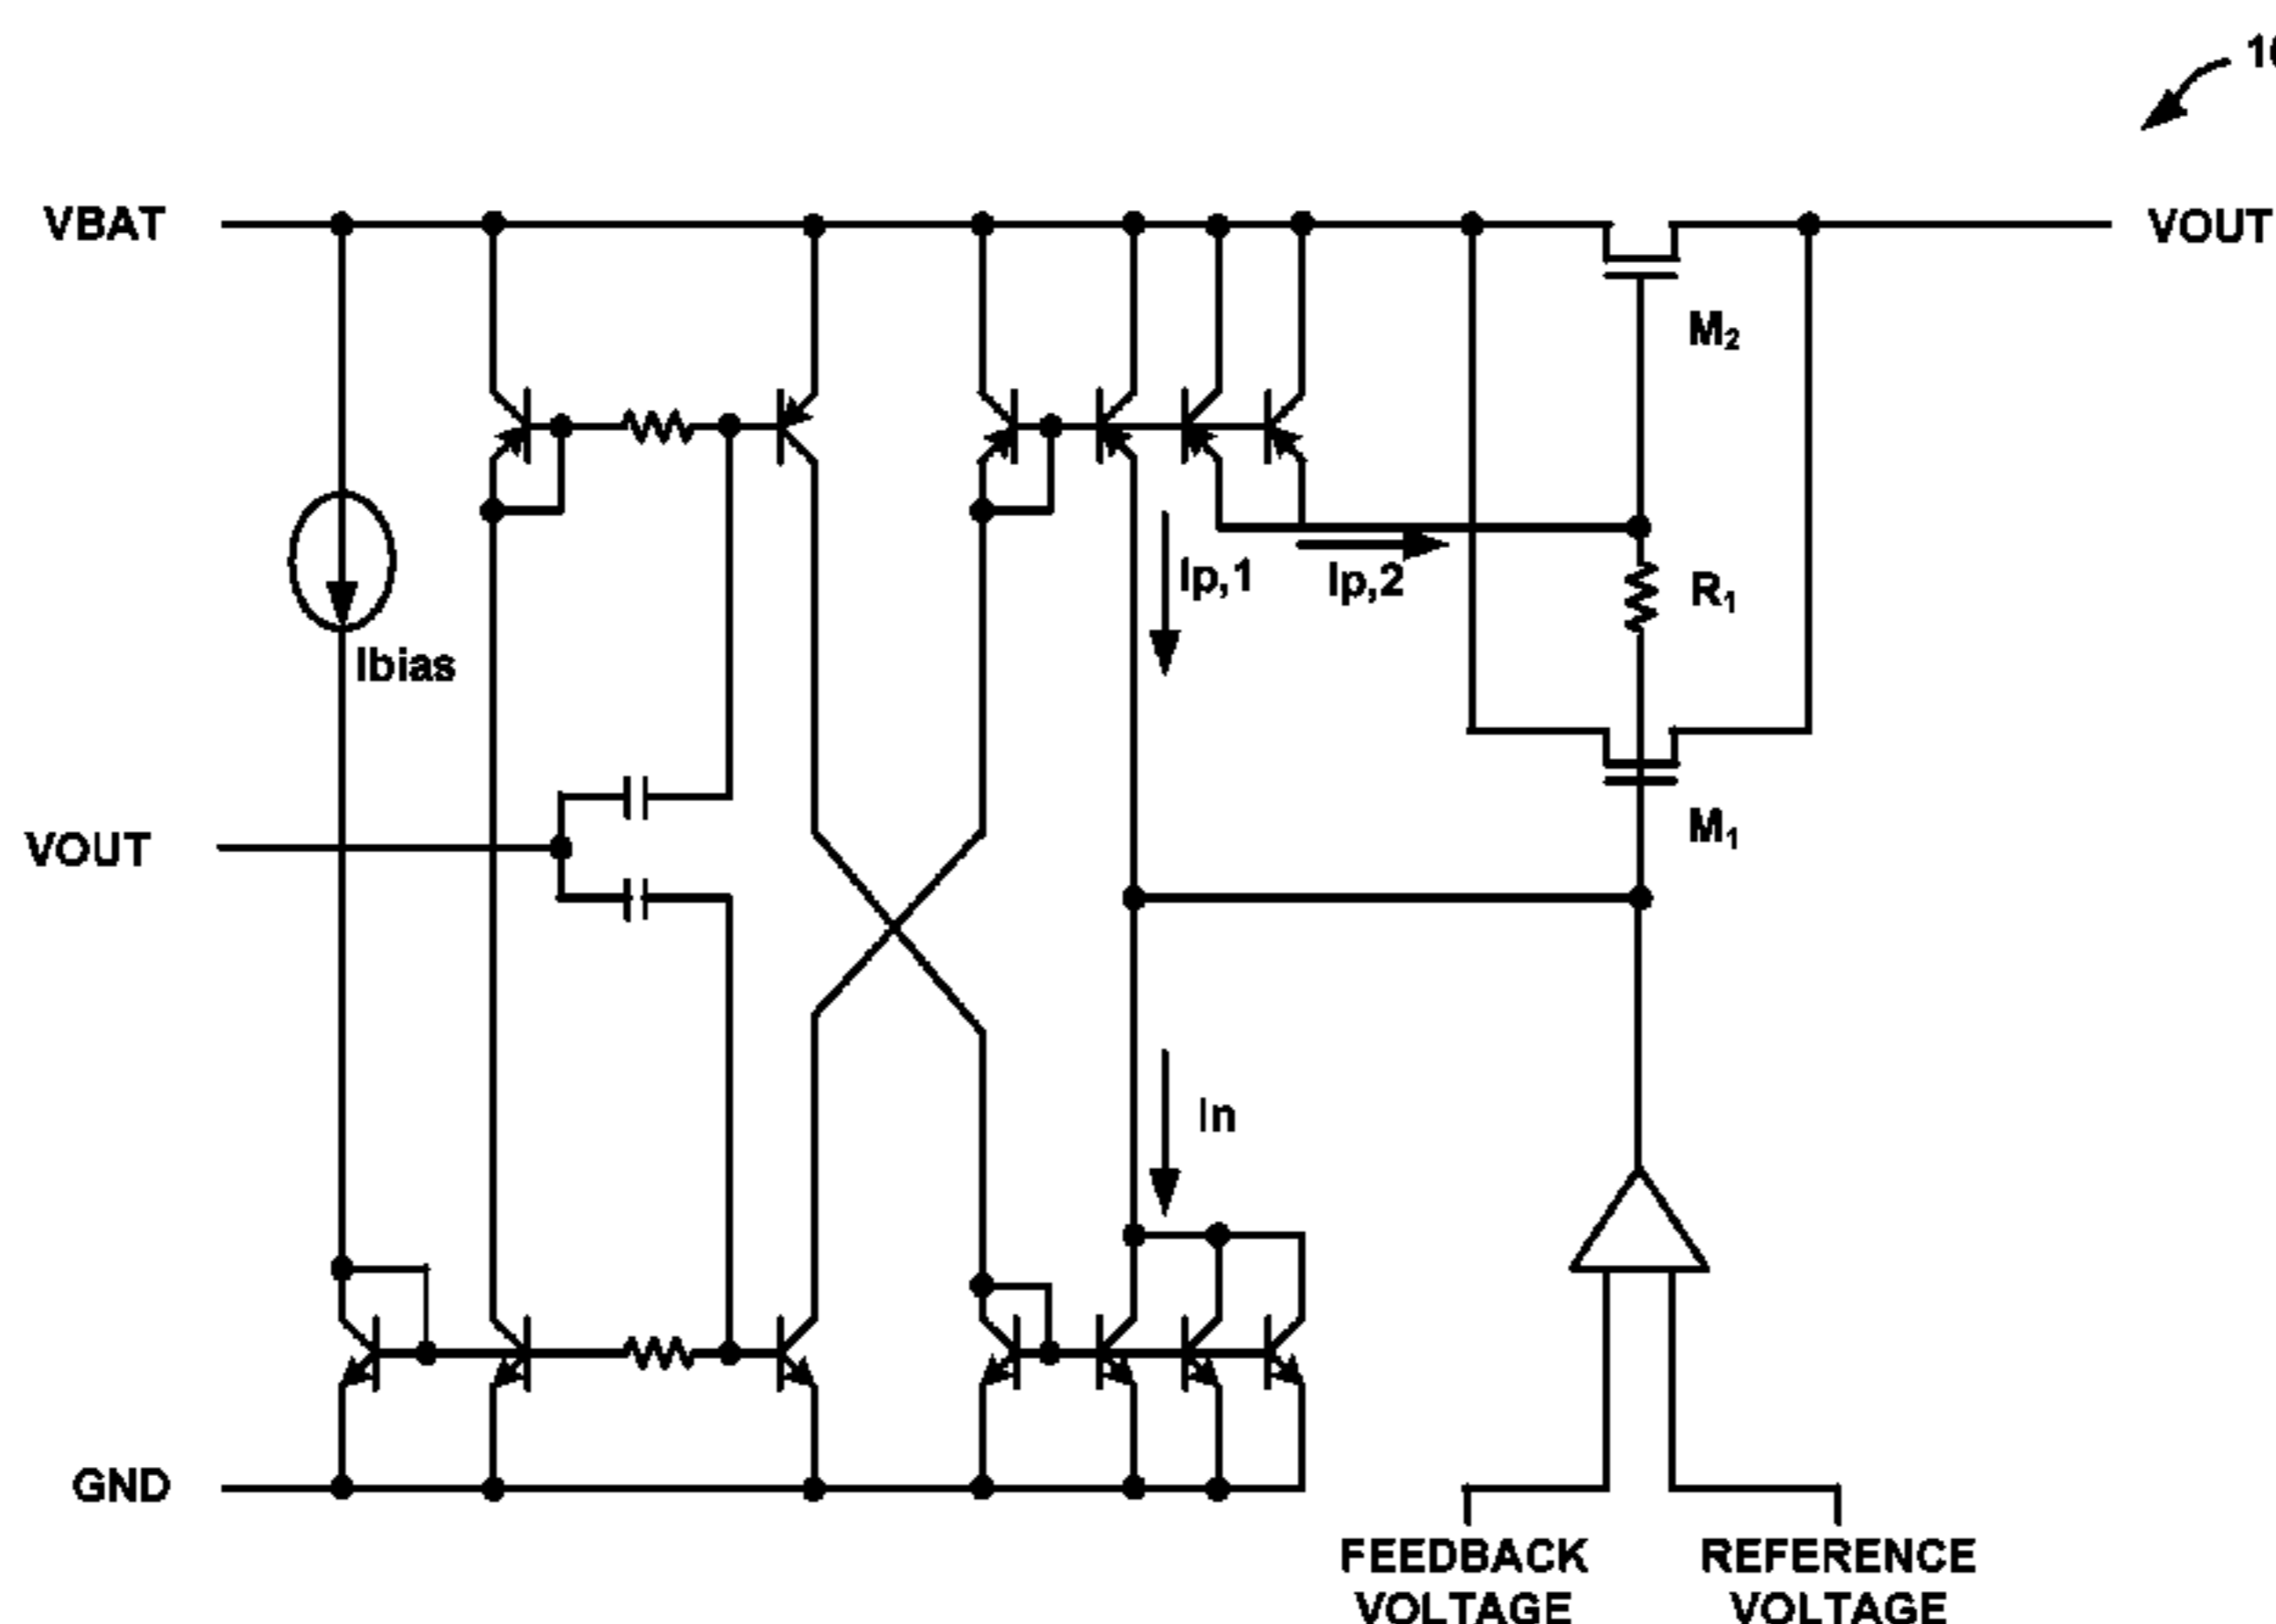 VBAT
VOUT
M2
Ip,1
Ip,2
R1
Ibias
VOUT
M1
In
GND
FEEDBACK VOLTAGE
REFERENCE VOLTAGE